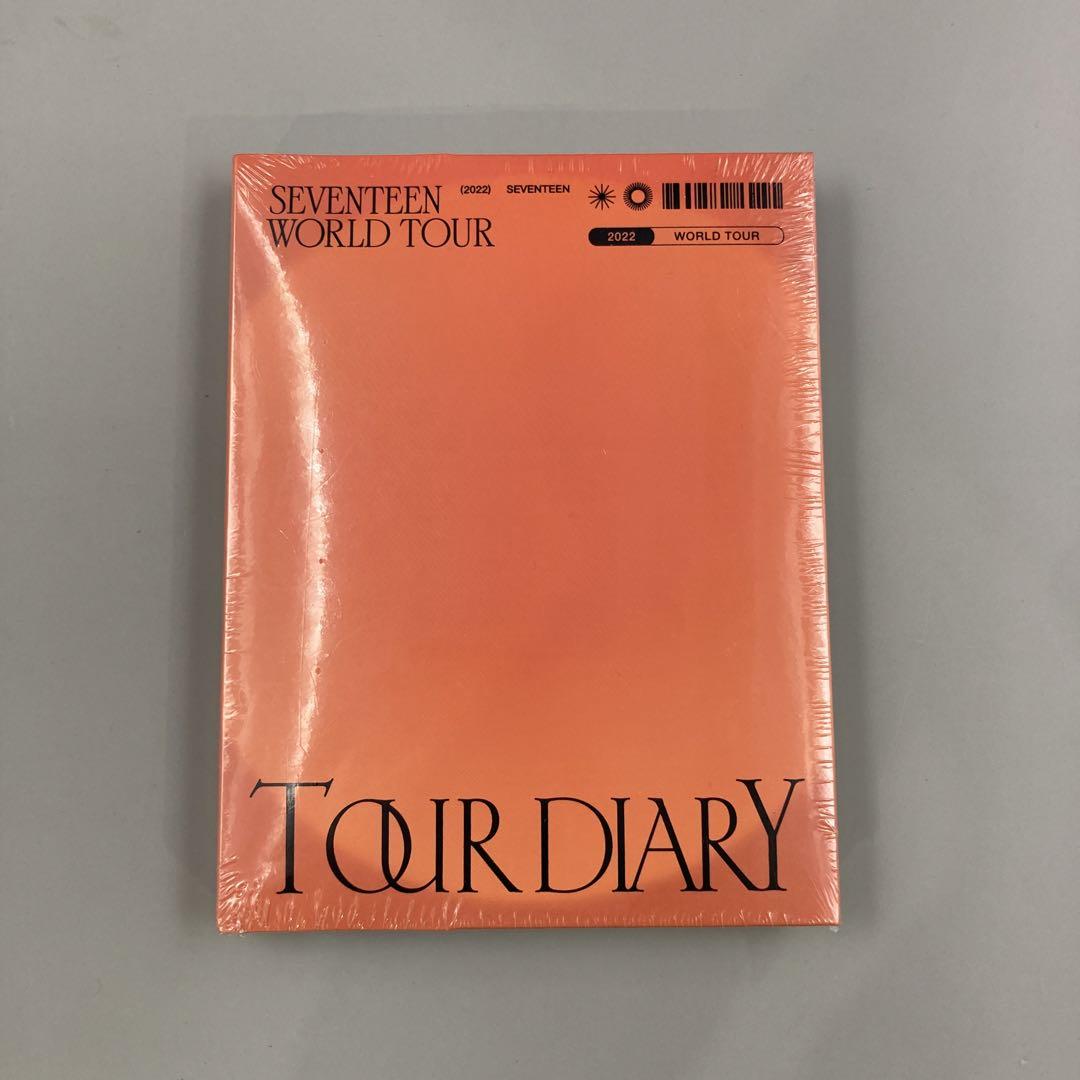 SEVENTEEN
WORLD TOUR
(2022) SEVENTEEN
2022 WORLD TOUR
TOUR DIARY